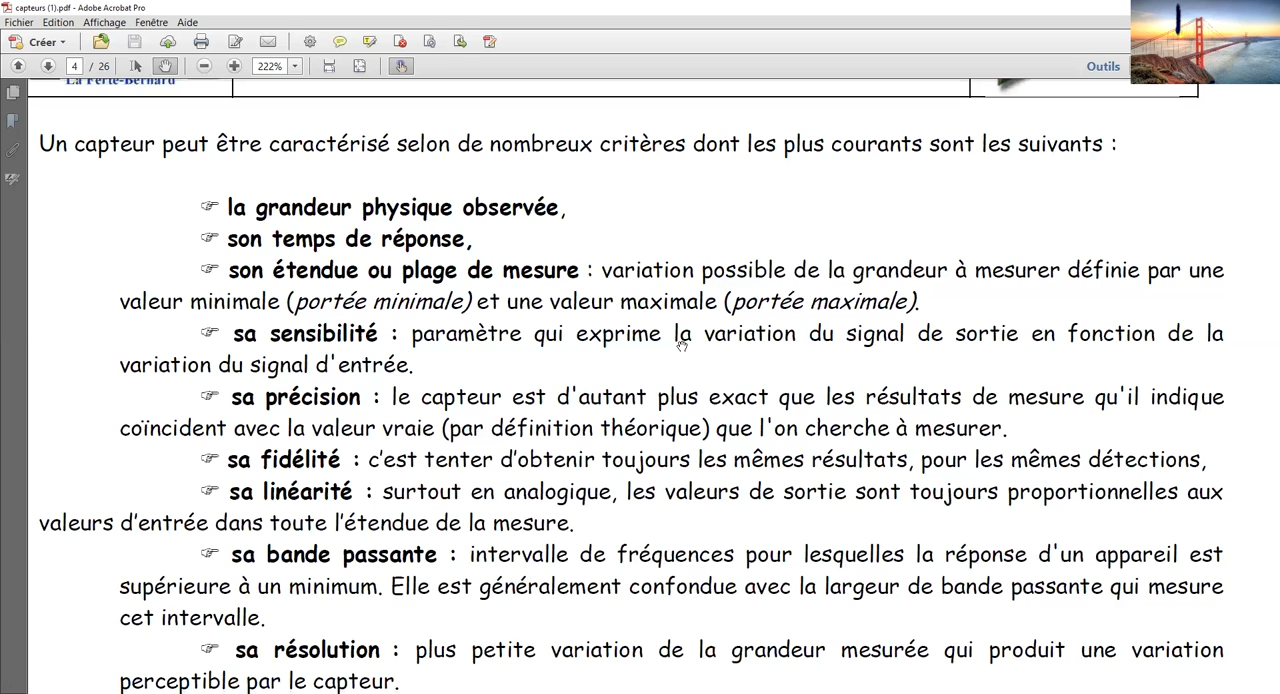 capteurs (1).pdf - Adobe Acrobat Pro
Fichier Edition Affichage Fenêtre Aide
Créer
4 / 26 222% Outils
La Ferté-Bernard
Un capteur peut être caractérisé selon de nombreux critères dont les plus courants sont les suivants :
☞ la grandeur physique observée,
☞ son temps de réponse,
☞ son étendue ou plage de mesure : variation possible de la grandeur à mesurer définie par une
valeur minimale (portée minimale) et une valeur maximale (portée maximale).
☞ sa sensibilité : paramètre qui exprime la variation du signal de sortie en fonction de la
variation du signal d'entrée.
☞ sa précision : le capteur est d'autant plus exact que les résultats de mesure qu'il indique
coïncident avec la valeur vraie (par définition théorique) que l'on cherche à mesurer.
☞ sa fidélité : c’est tenter d’obtenir toujours les mêmes résultats, pour les mêmes détections,
☞ sa linéarité : surtout en analogique, les valeurs de sortie sont toujours proportionnelles aux
valeurs d’entrée dans toute l’étendue de la mesure.
☞ sa bande passante : intervalle de fréquences pour lesquelles la réponse d'un appareil est
supérieure à un minimum. Elle est généralement confondue avec la largeur de bande passante qui mesure
cet intervalle.
☞ sa résolution : plus petite variation de la grandeur mesurée qui produit une variation
perceptible par le capteur.